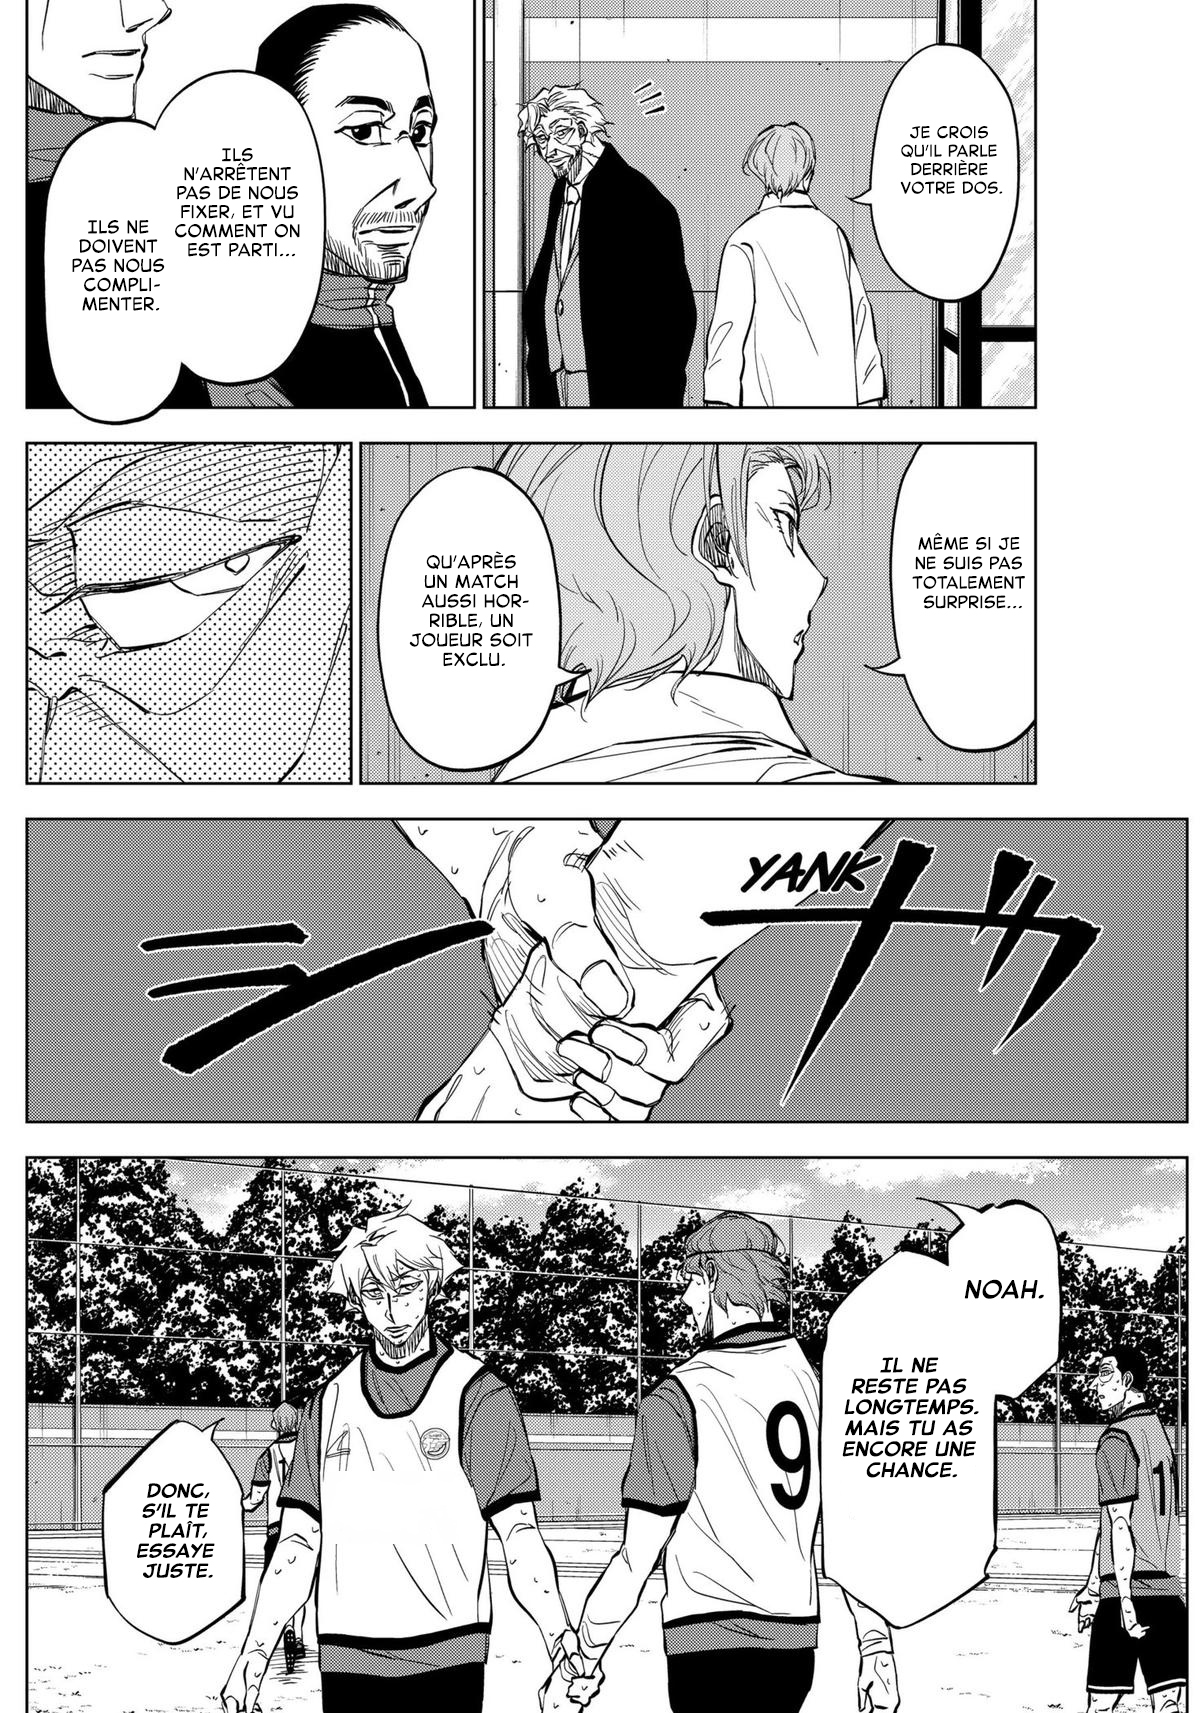 JE CROIS
QU'IL PARLE
DERRIÈRE
VOTRE DOS.
ILS
N'ARRÊTENT
PAS DE NOUS
FIXER, ET VU
COMMENT ON
EST PARTI...
ILS NE
DOIVENT
PAS NOUS
COMPLI-
MENTER.
MÊME SI JE
NE SUIS PAS
TOTALEMENT
SURPRISE...
QU'APRÈS
UN MATCH
AUSSI HOR-
RIBLE, UN
JOUEUR SOIT
EXCLU.
YANK
ガシ
NOAH.
IL NE
RESTE PAS
LONGTEMPS.
MAIS TU AS
ENCORE UNE
CHANCE.
9
11
DONC,
S'IL TE
PLAÎT,
ESSAYE
JUSTE.